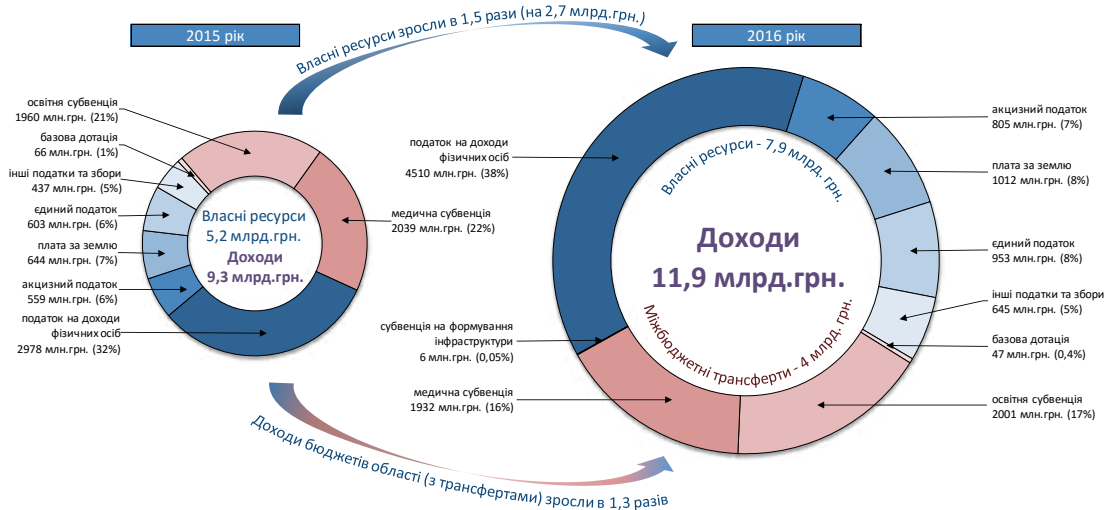 Власні ресурси зросли в 1,5 рази (на 2,7 млрд.грн.)
2015 рік
освітня субвенція
1960 млн.грн. (21%)
базова дотація
66 млн.грн. (1%)
інші податки та збори
437 млн.грн. (5%)
єдиний податок
603 млн.грн. (6%)
плата за землю
644 млн.грн. (7%)
акцизний податок
559 млн.грн. (6%)
податок на доходи
фізичних осіб
2978 млн.грн. (32%)
медична субвенція
2039 млн.грн. (22%)
Власні ресурси
5,2 млрд.грн.
Доходи
9,3 млрд.грн.
2016 рік
податок на доходи
фізичних осіб
4510 млн.грн. (38%)
субвенція на формування
інфраструктури
6 млн.грн. (0,05%)
медична субвенція
1932 млн.грн. (16%)
Власні ресурси - 7,9 млрд. грн.
Доходи
11,9 млрд.грн.
Міжбюджетні трансферти - 4 млрд. грн.
акцизний податок
805 млн.грн. (7%)
плата за землю
1012 млн.грн. (8%)
єдиний податок
953 млн.грн. (8%)
інші податки та збори
645 млн.грн. (5%)
базова дотація
47 млн.грн. (0,4%)
освітня субвенція
2001 млн.грн. (17%)
Доходи бюджетів області (з трансфертами) зросли в 1,3 разів